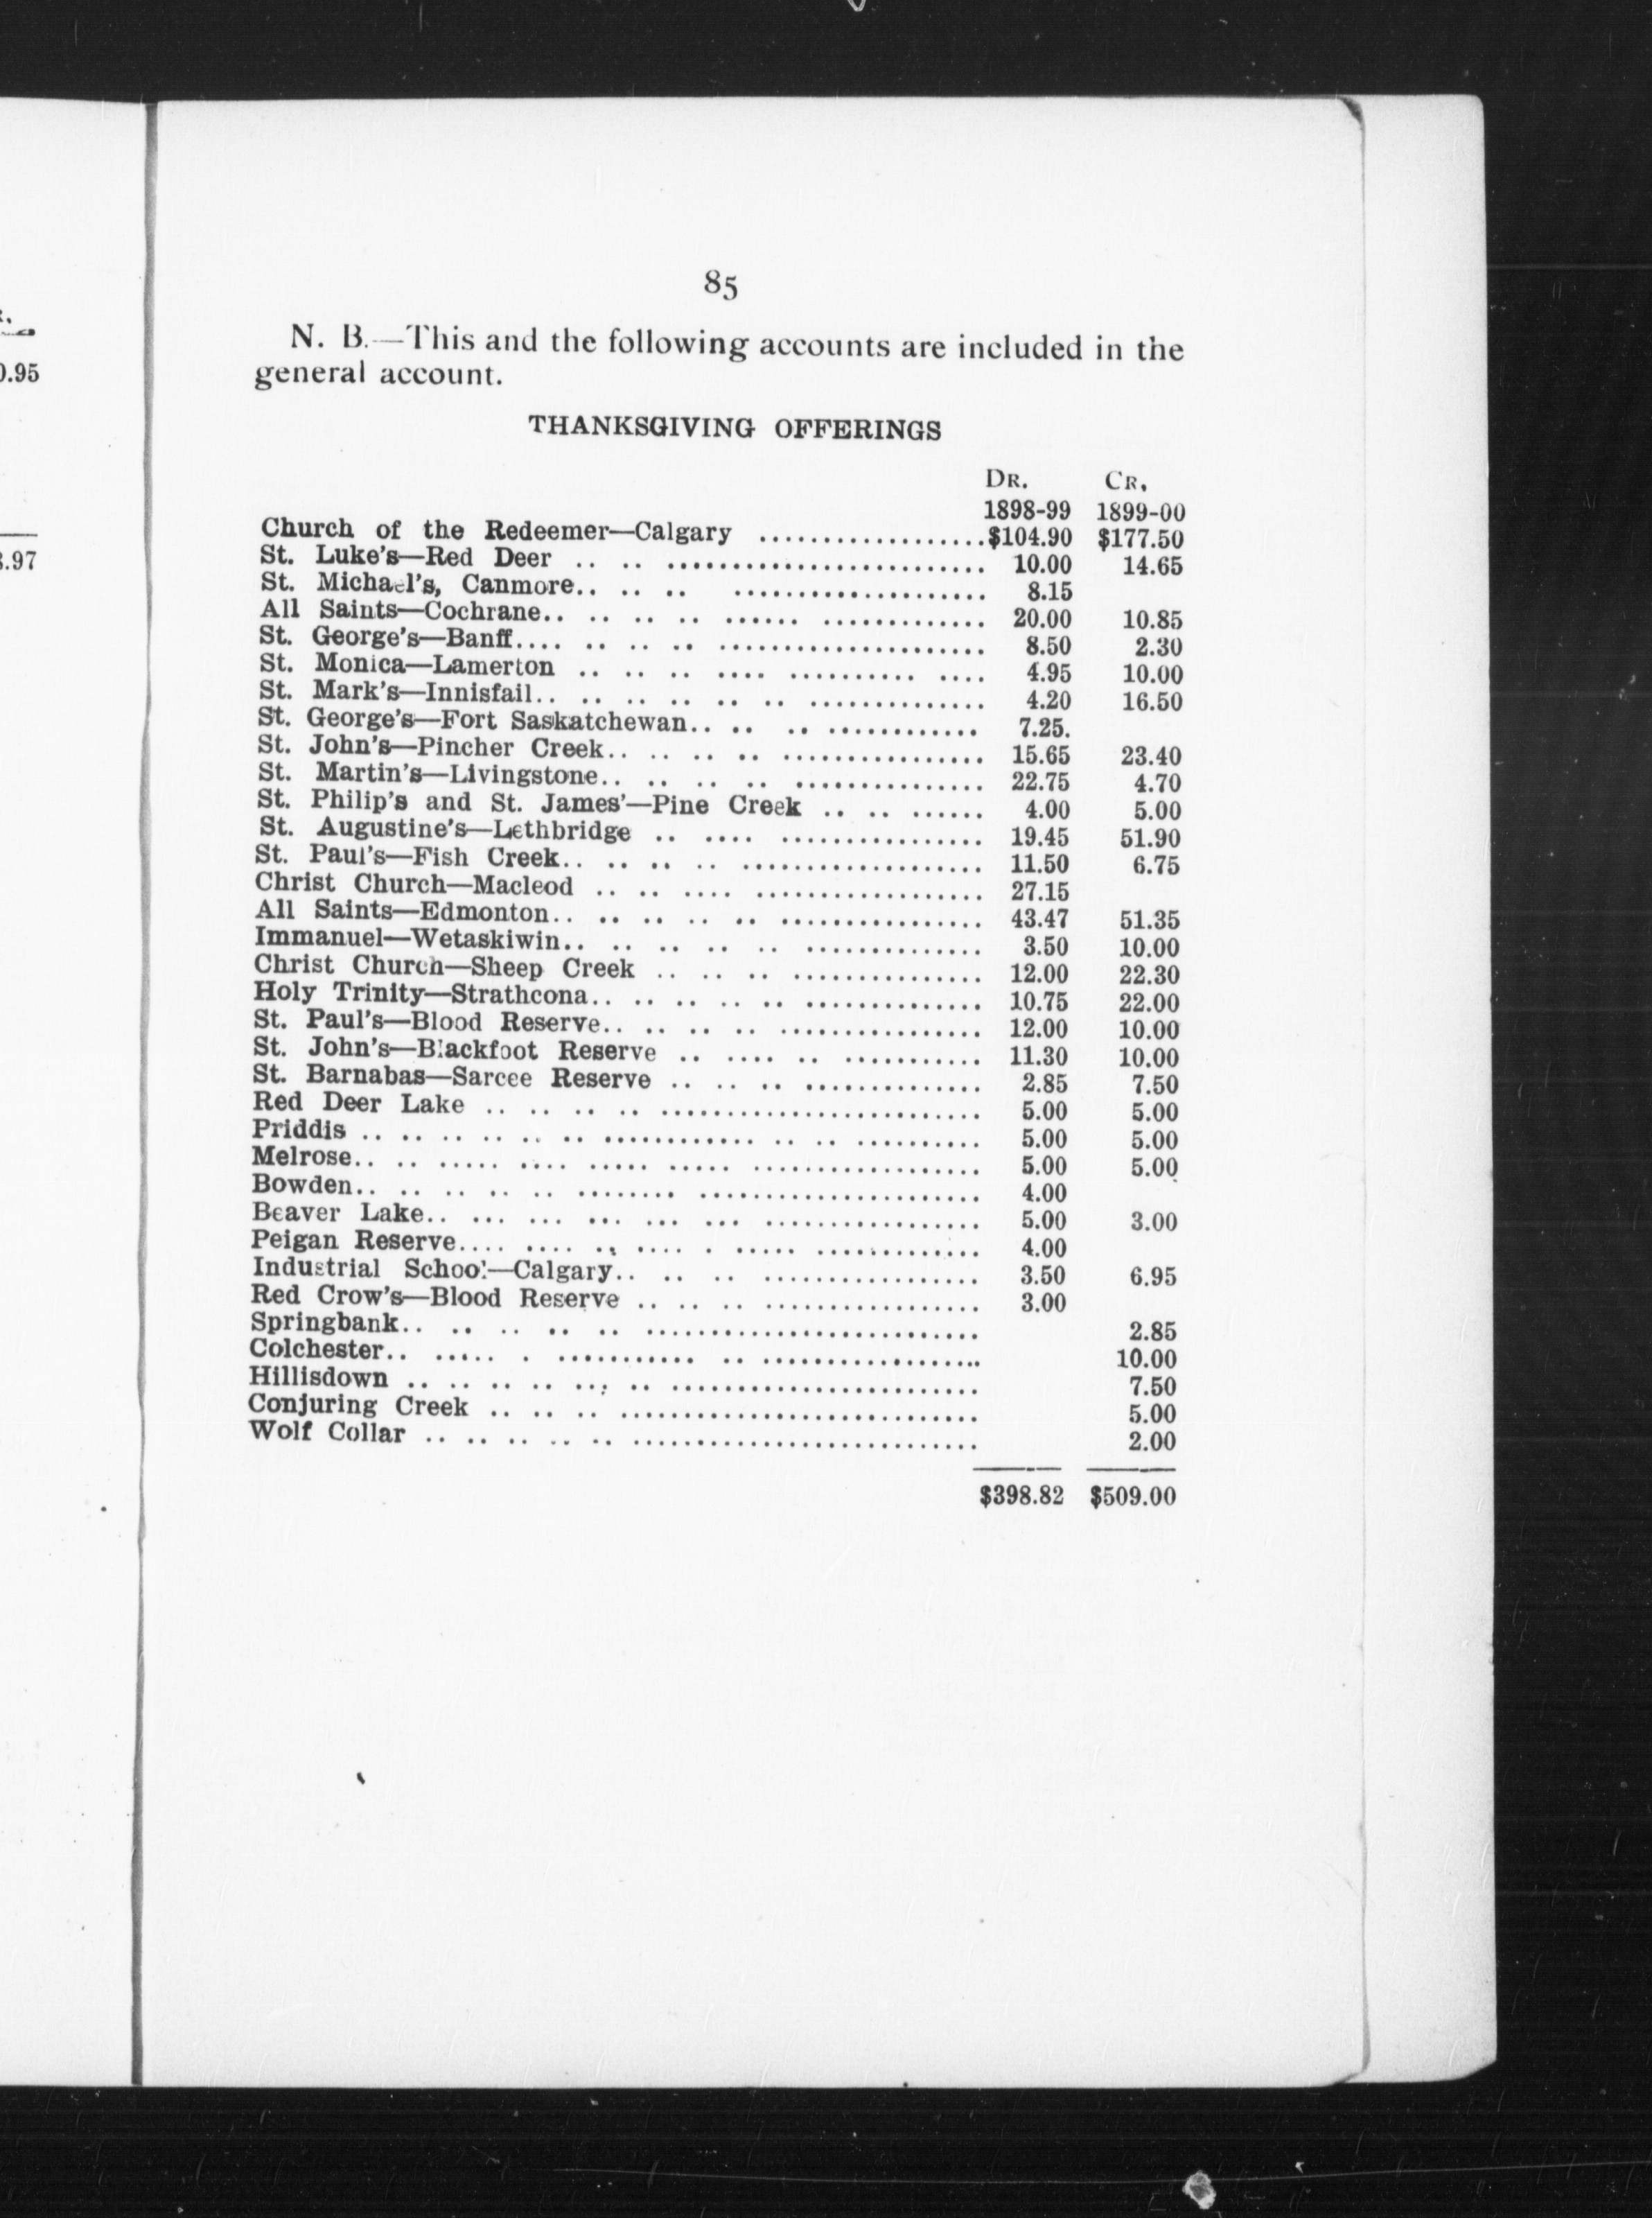 85
N. B.—This and the following accounts are included in the
general account.
THANKSGIVING OFFERINGS
DR. CR,
1898-99 1899-00
Church of the Redeemer—Calgary .................. $104.90 $177.50
St. Luke's—Red Deer .. .. ......................... 10.00 14.65
St. Michael's, Canmore.. .. .. .................... 8.15
All Saints—Cochrane.. .. .. .. ...... ............. 20.00 10.85
St. George's—Banff.... .. .. .. ..................... 8.50 2.30
St. Monica—Lamerton .. .. .. .... .......... .... 4.95 10.00
St. Mark's—Innisfail.. .. .. .. .. .. .............. 4.20 16.50
St. George's—Fort Saskatchewan.. .. .. ............ 7.25.
St. John's—Pincher Creek.. .. .. .. ................ 15.65 23.40
St. Martin's—Livingstone.. .. .. .. ............... 22.75 4.70
St. Philip's and St. James'—Pine Creek .. .. ...... 4.00 5.00
St. Augustine's—Lethbridge .. .... ................ 19.45 51.90
St. Paul's—Fish Creek.. .. .. .. ................... 11.50 6.75
Christ Church—Macleod .. .. .... .................. 27.15
All Saints—Edmonton.. .. .. .. .. ................ 43.47 51.35
Immanuel—Wetaskiwin.. .. .. .. .. .............. 3.50 10.00
Christ Church—Sheep Creek .. .. .. ............... 12.00 22.30
Holy Trinity—Strathcona.. .. .. .. .. .............. 10.75 22.00
St. Paul's—Blood Reserve.. .. .. .. ................ 12.00 10.00
St. John's—Blackfoot Reserve .. .... .. ........... 11.30 10.00
St. Barnabas—Sarcee Reserve .. .. .. .............. 2.85 7.50
Red Deer Lake .. .. .. .. ......................... 5.00 5.00
Priddis .. .. .. .. .. .. ............ .. .. .......... 5.00 5.00
Melrose.. .. ..... .... ..... ..... .................. 5.00 5.00
Bowden.. .. .. .. .. ........ ....................... 4.00
Beaver Lake.. ... ... ... ... ... .................. 5.00 3.00
Peigan Reserve.... .... .. .... . ..... ............. 4.00
Industrial School—Calgary.. .. .. ................. 3.50 6.95
Red Crow's—Blood Reserve .. .. .. ................. 3.00
Springbank.. .. .. .. .. .......................... 2.85
Colchester.. ..... . ........... .. .................. 10.00
Hillisdown .. .. .. .. ... .. ........................ 7.50
Conjuring Creek .. .. .. ............................ 5.00
Wolf Collar .. .. .. .. .. ........................... 2.00
$398.82 $509.00